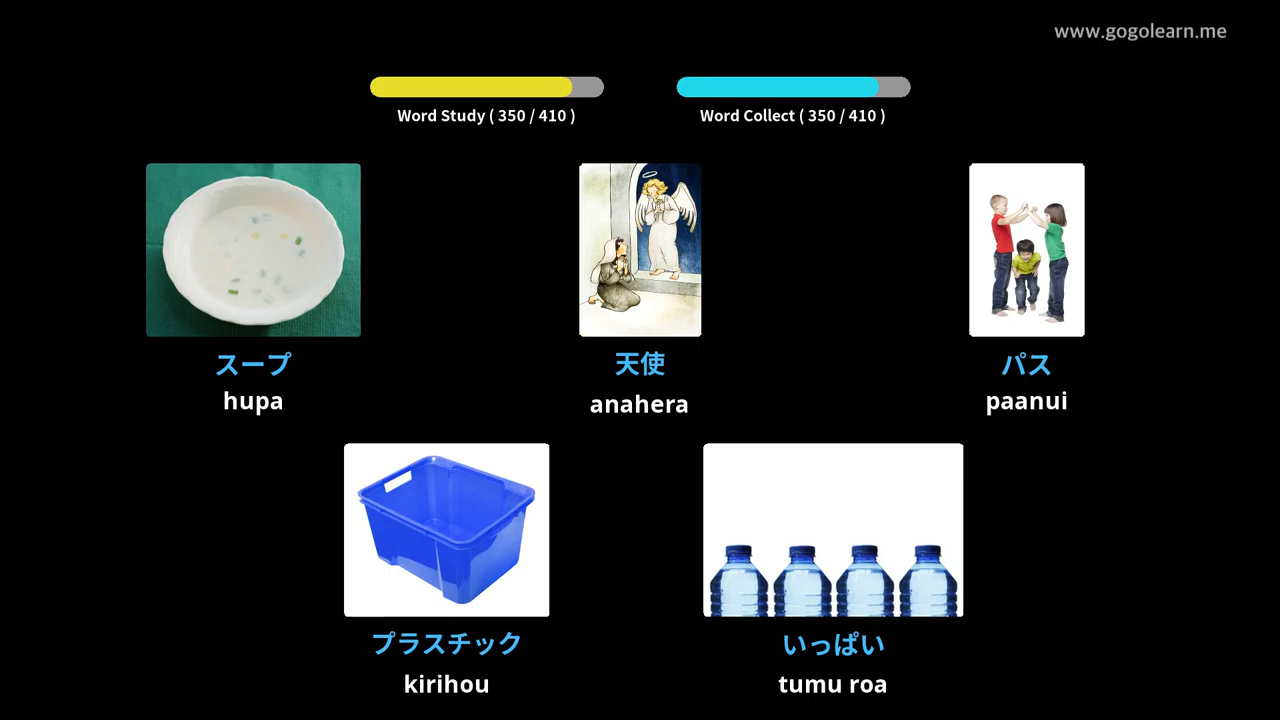 www.gogolearn.me
Word Study ( 350 / 410 )
Word Collect ( 350 / 410 )
スープ
hupa
天使
anahera
パス
paanui
プラスチック
kirihou
いっぱい
tumu roa